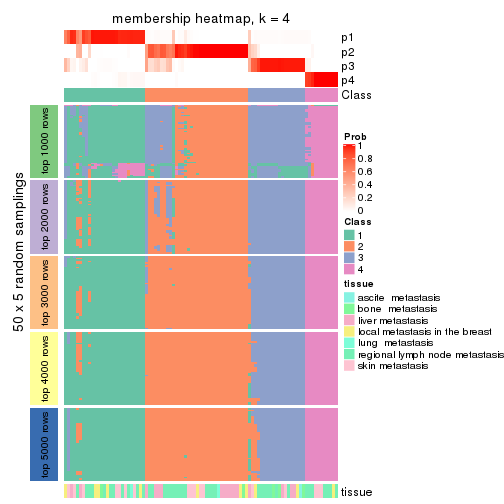 membership heatmap, k = 4
p1
p2
p3
p4
Class
50 x 5 random samplings
top 1000 rows
top 2000 rows
top 3000 rows
top 4000 rows
top 5000 rows
tissue
Prob
1
0.8
0.6
0.4
0.2
0
Class
1
2
3
4
tissue
ascite metastasis
bone metastasis
liver metastasis
local metastasis in the breast
lung metastasis
regional lymph node metastasis
skin metastasis